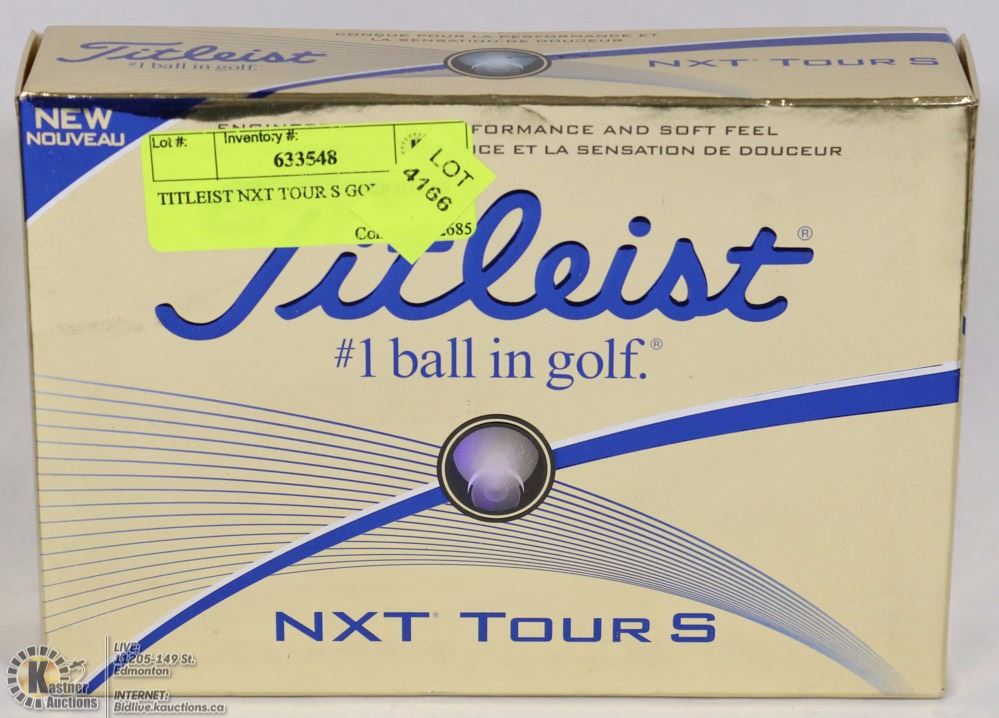 CONÇUE POUR LA PERFORMANCE ET
LA SENSATION DE DOUCEUR
Titleist
#1 ball in golf.
NXT TOUR S
NEW
NOUVEAU
FORMANCE AND SOFT FEEL
ET LA SENSATION DE DOUCEUR
Lot #:
Inventory #:
633548
LOT
4166
TITLEIST NXT TOUR S
Titleist®
#1 ball in golf.®
NXT® TOUR S
Kastner
Auctions
LIVE:
11205-149 St.
Edmonton
INTERNET:
Bidlive.kauctions.ca